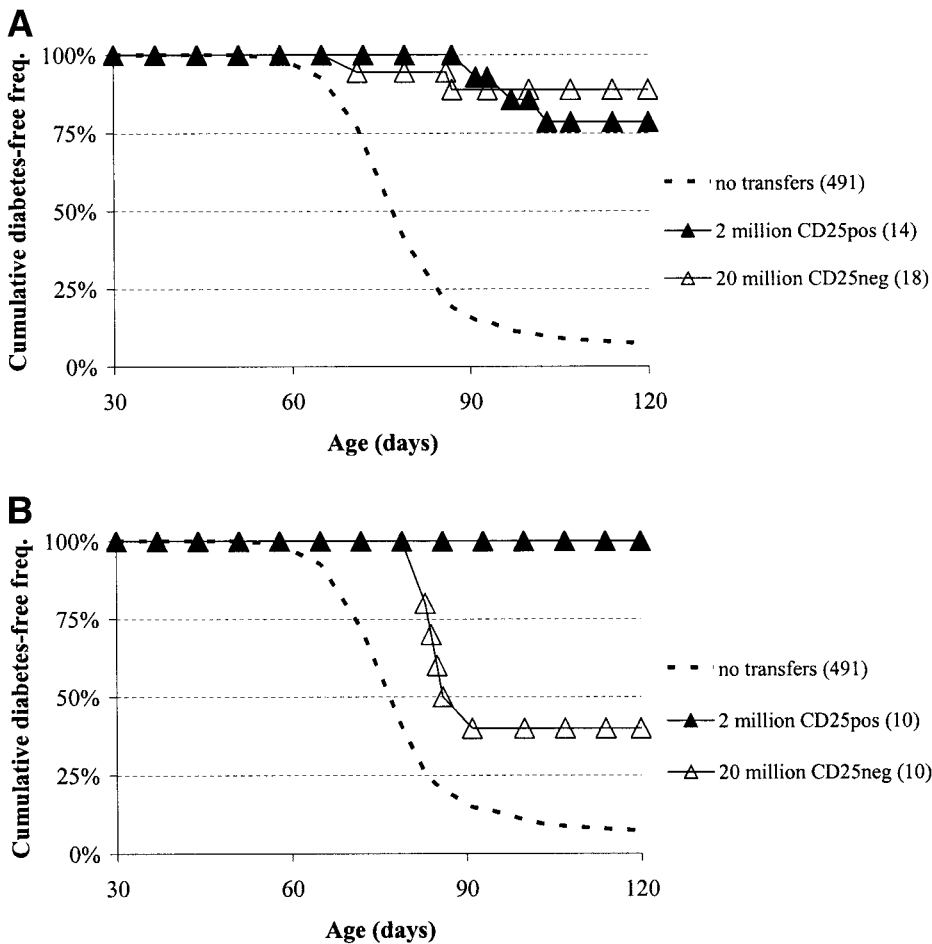 A
Cumulative diabetes-free freq.
100%
75%
50%
25%
0%
30 60 90 120
Age (days)
no transfers (491)
2 million CD25pos (14)
20 million CD25neg (18)
B
Cumulative diabetes-free freq.
100%
75%
50%
25%
0%
30 60 90 120
Age (days)
no transfers (491)
2 million CD25pos (10)
20 million CD25neg (10)